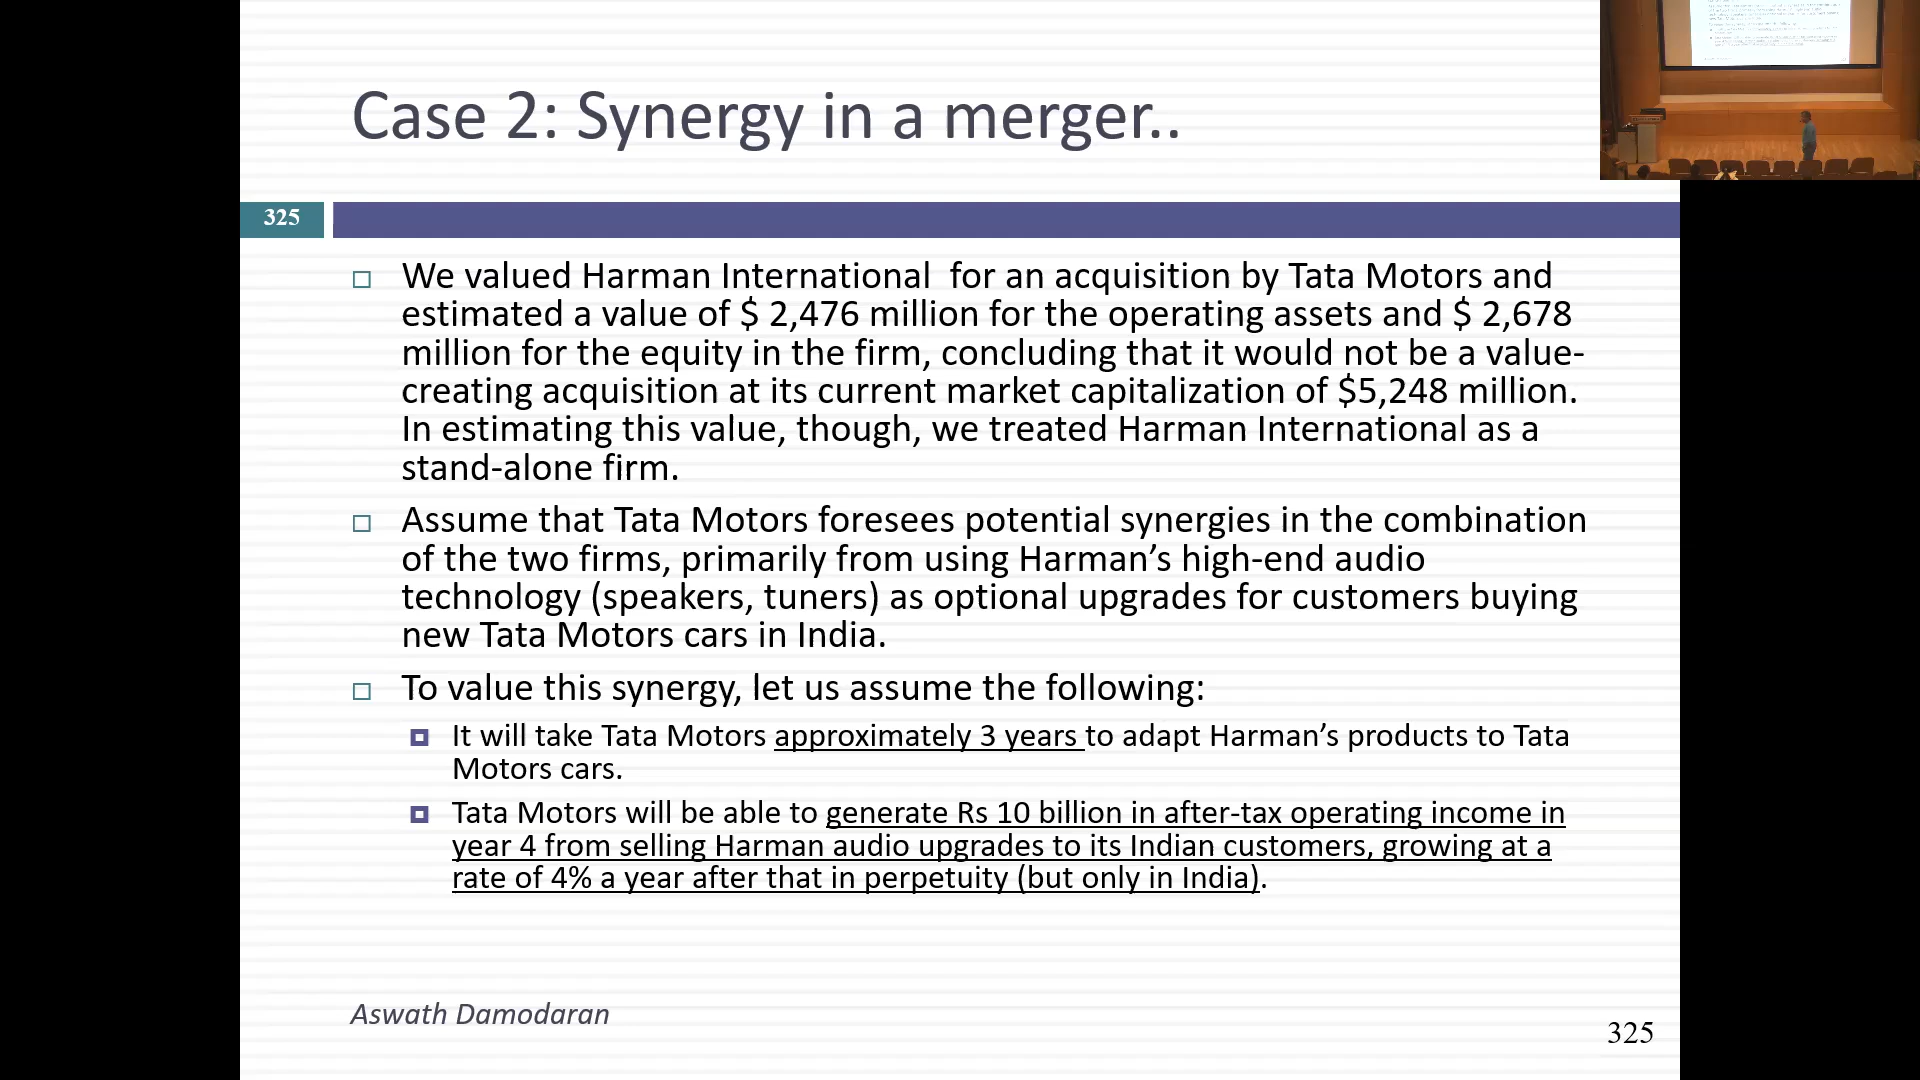 Case 2: Synergy in a merger..
325
We valued Harman International  for an acquisition by Tata Motors and
estimated a value of $ 2,476 million for the operating assets and $ 2,678
million for the equity in the firm, concluding that it would not be a value-
creating acquisition at its current market capitalization of $5,248 million.
In estimating this value, though, we treated Harman International as a
stand-alone firm.
Assume that Tata Motors foresees potential synergies in the combination
of the two firms, primarily from using Harman’s high-end audio
technology (speakers, tuners) as optional upgrades for customers buying
new Tata Motors cars in India.
To value this synergy, let us assume the following:
It will take Tata Motors approximately 3 years to adapt Harman’s products to Tata
Motors cars.
Tata Motors will be able to generate Rs 10 billion in after-tax operating income in
year 4 from selling Harman audio upgrades to its Indian customers, growing at a
rate of 4% a year after that in perpetuity (but only in India).
Aswath Damodaran
325